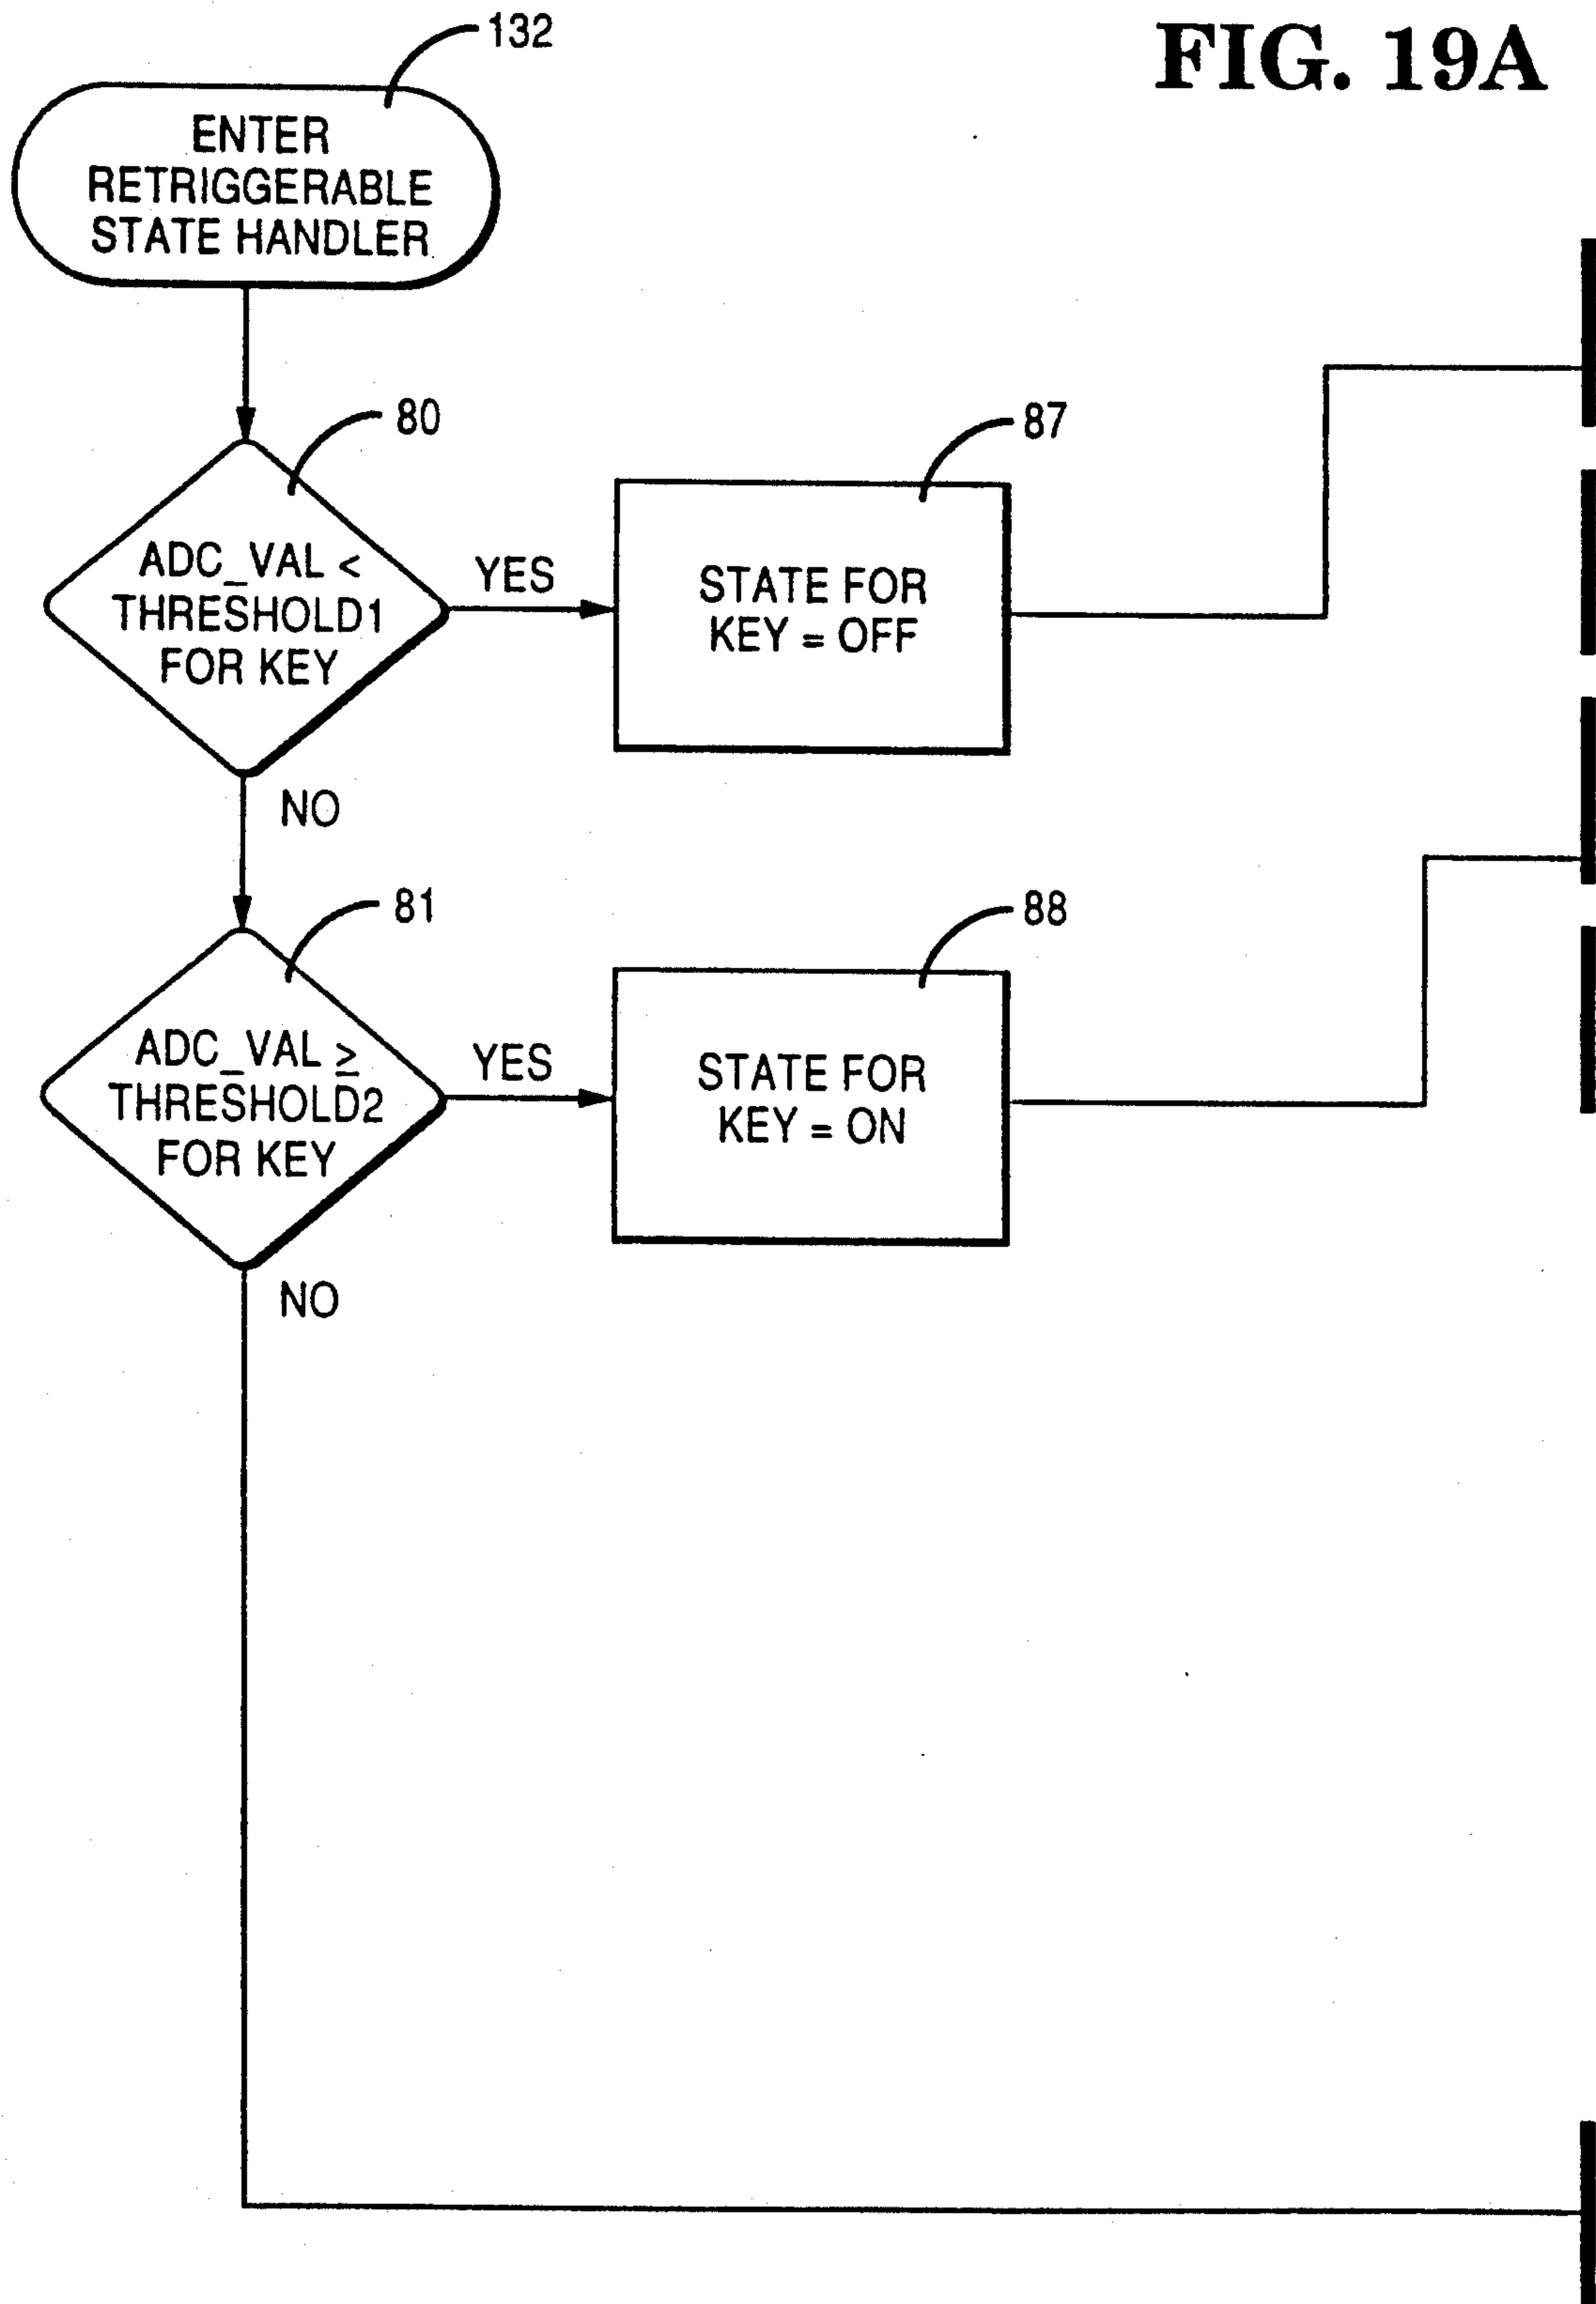 FIG. 19A
132
ENTER
RETRIGGERABLE
STATE HANDLER
80
ADC_VAL <
THRESHOLD1
FOR KEY
YES
87
STATE FOR
KEY = OFF
NO
81
ADC_VAL ≥
THRESHOLD2
FOR KEY
YES
88
STATE FOR
KEY = ON
NO